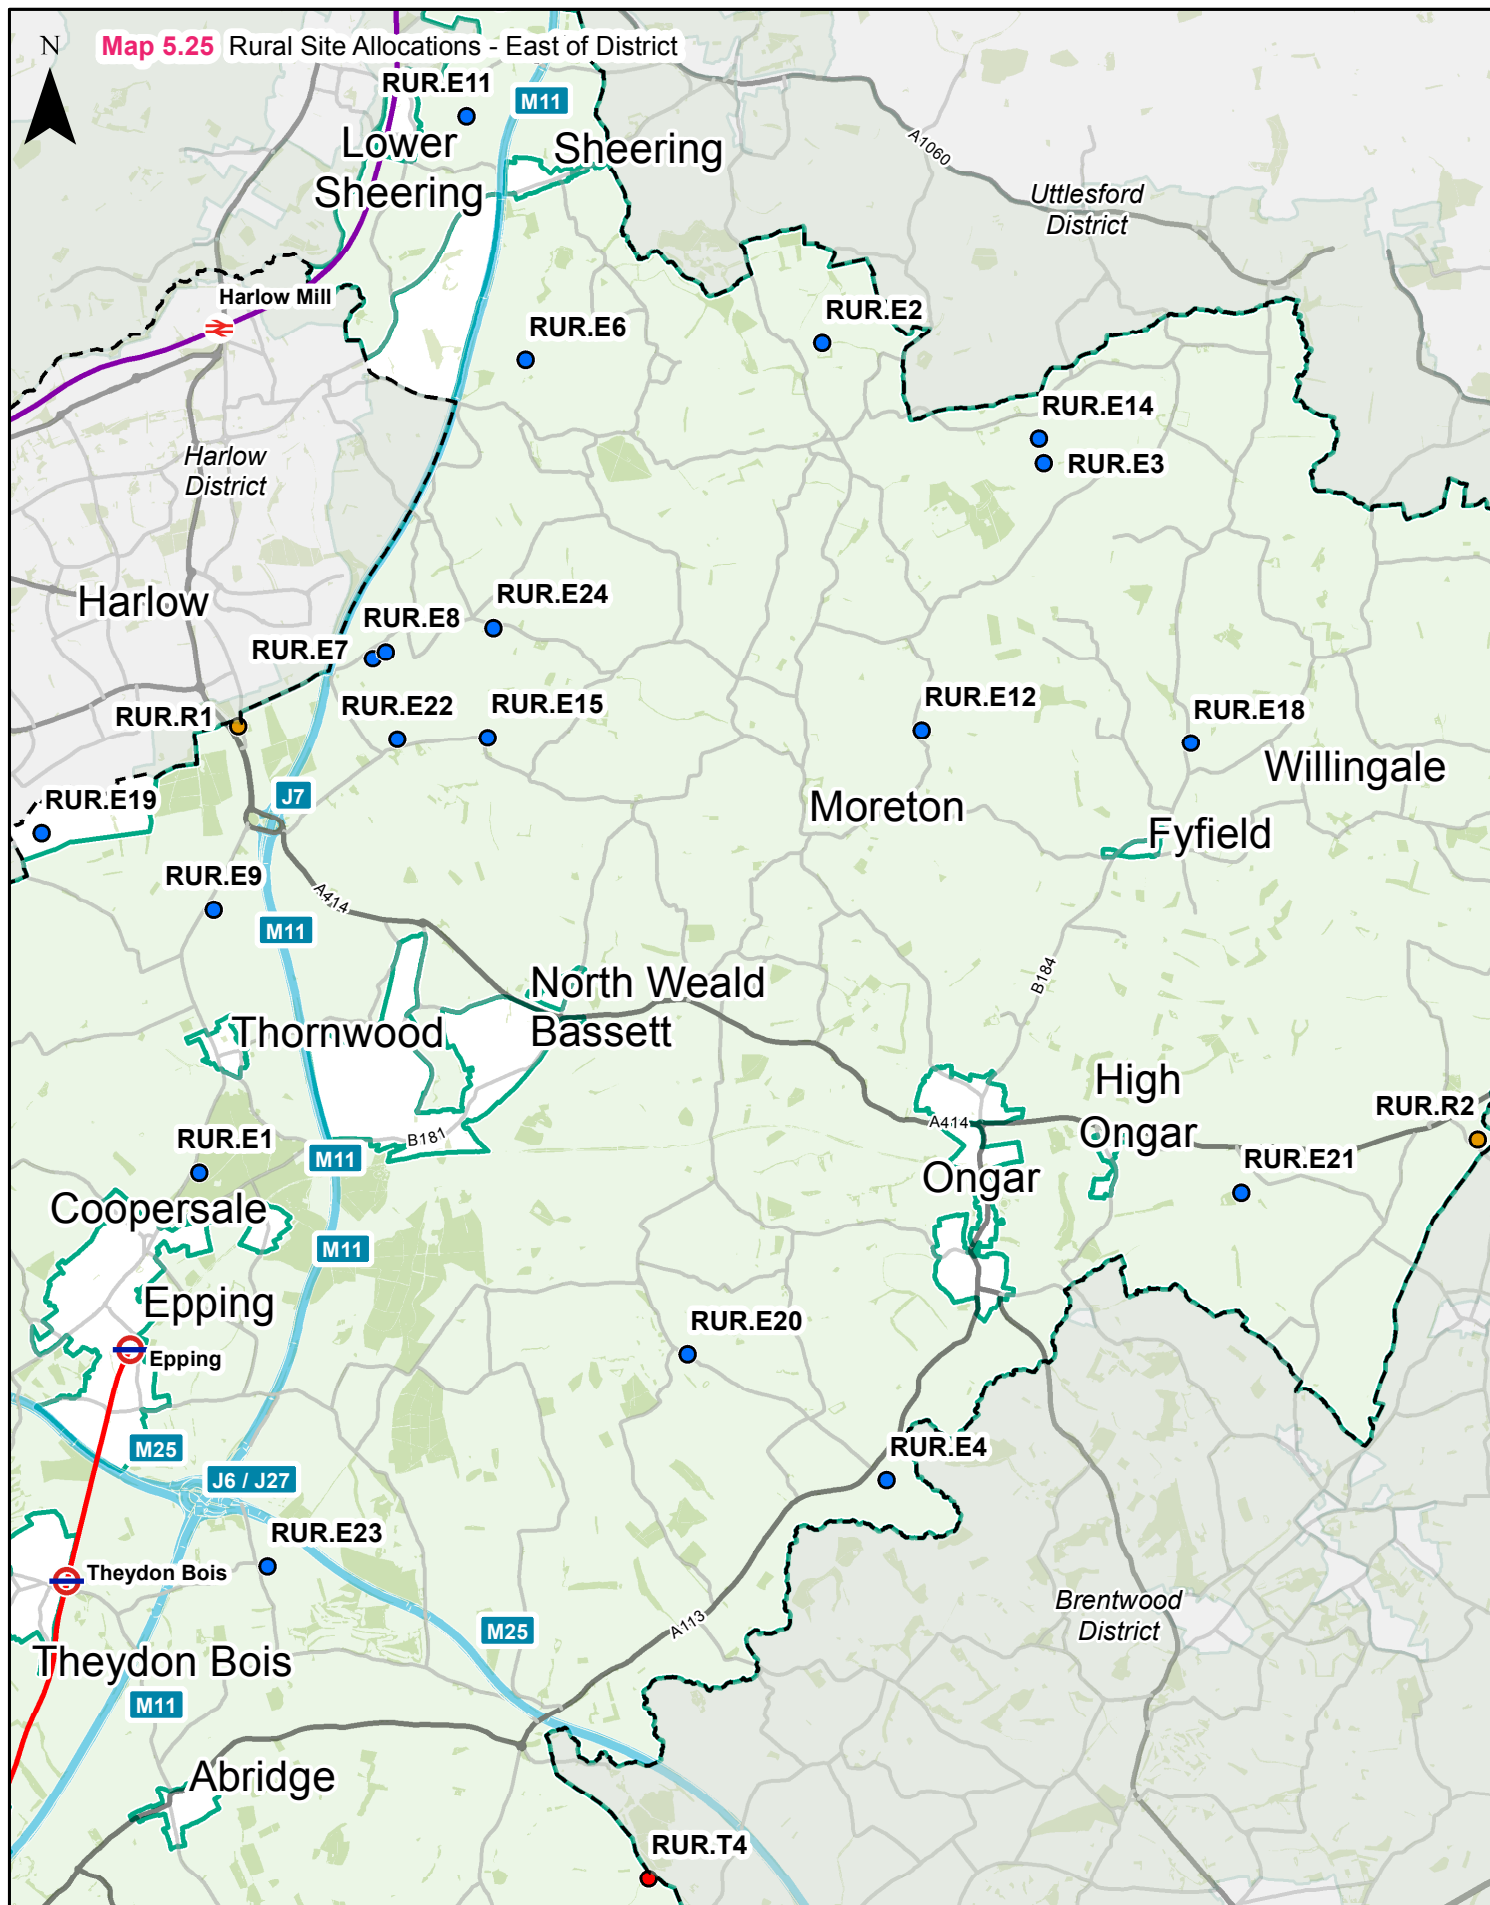 N
Map 5.25 Rural Site Allocations - East of District
RUR.E11
M11
Lower
Sheering
Sheering
A1060
Uttlesford
District
Harlow Mill
RUR.E2
RUR.E6
RUR.E14
RUR.E3
Harlow
District
Harlow
RUR.E24
RUR.E8
RUR.E7
RUR.E22
RUR.E15
RUR.R1
RUR.E12
RUR.E18
Willingale
J7
RUR.E19
Moreton
Fyfield
RUR.E9
A414
M11
North Weald
Bassett
B184
Thornwood
High
Ongar
RUR.R2
A414
RUR.E1
B181
M11
RUR.E21
Ongar
Coopersale
M11
Epping
RUR.E20
Epping
M25
RUR.E4
J6 / J27
RUR.E23
Theydon Bois
Brentwood
District
A113
M25
Theydon Bois
M11
Abridge
RUR.T4